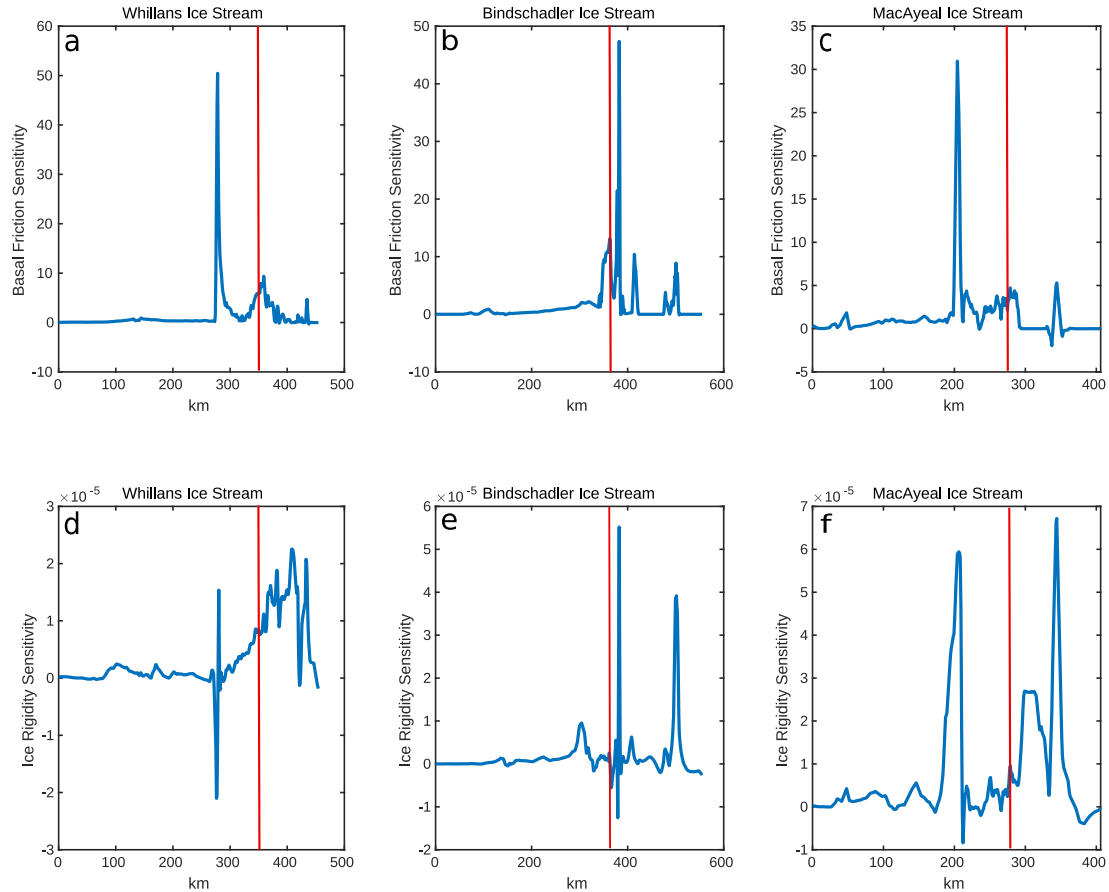 Whillans Ice Stream
a
Basal Friction Sensitivity
60
50
40
30
20
10
0
-10
0 100 200 300 400 500
km
Bindschadler Ice Stream
b
Basal Friction Sensitivity
50
40
30
20
10
0
-10
0 200 400 600
km
MacAyeal Ice Stream
c
Basal Friction Sensitivity
35
30
25
20
15
10
5
0
-5
0 100 200 300 400
km
×10 -5
Whillans Ice Stream
d
Ice Rigidity Sensitivity
3
2
1
0
-1
-2
-3
0 100 200 300 400 500
km
×10 -5
Bindschadler Ice Stream
e
Ice Rigidity Sensitivity
6
5
4
3
2
1
0
-1
-2
0 200 400 600
km
×10 -5
MacAyeal Ice Stream
f
Ice Rigidity Sensitivity
7
6
5
4
3
2
1
0
-1
0 100 200 300 400
km